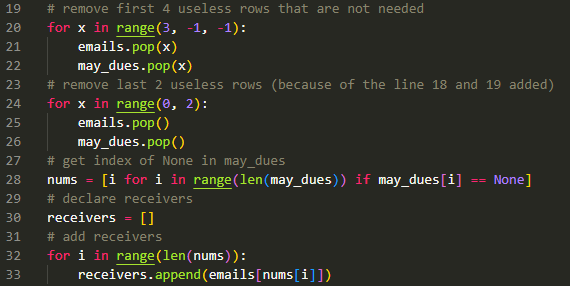 19 # remove first 4 useless rows that are not needed
20 for x in range(3, -1, -1):
21     emails.pop(x)
22     may_dues.pop(x)
23 # remove last 2 useless rows (because of the line 18 and 19 added)
24 for x in range(0, 2):
25     emails.pop()
26     may_dues.pop()
27 # get index of None in may_dues
28 nums = [i for i in range(len(may_dues)) if may_dues[i] == None]
29 # declare receivers
30 receivers = []
31 # add receivers
32 for i in range(len(nums)):
33     receivers.append(emails[nums[i]])